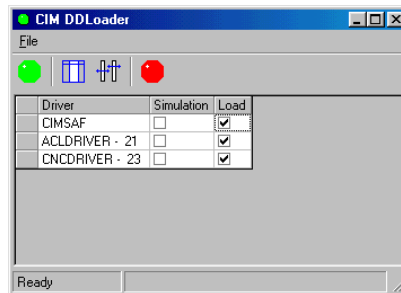 CIM DDLoader
File
Driver Simulation Load
CIMSAF
ACLDRIVER - 21
CNCDRIVER - 23
Ready